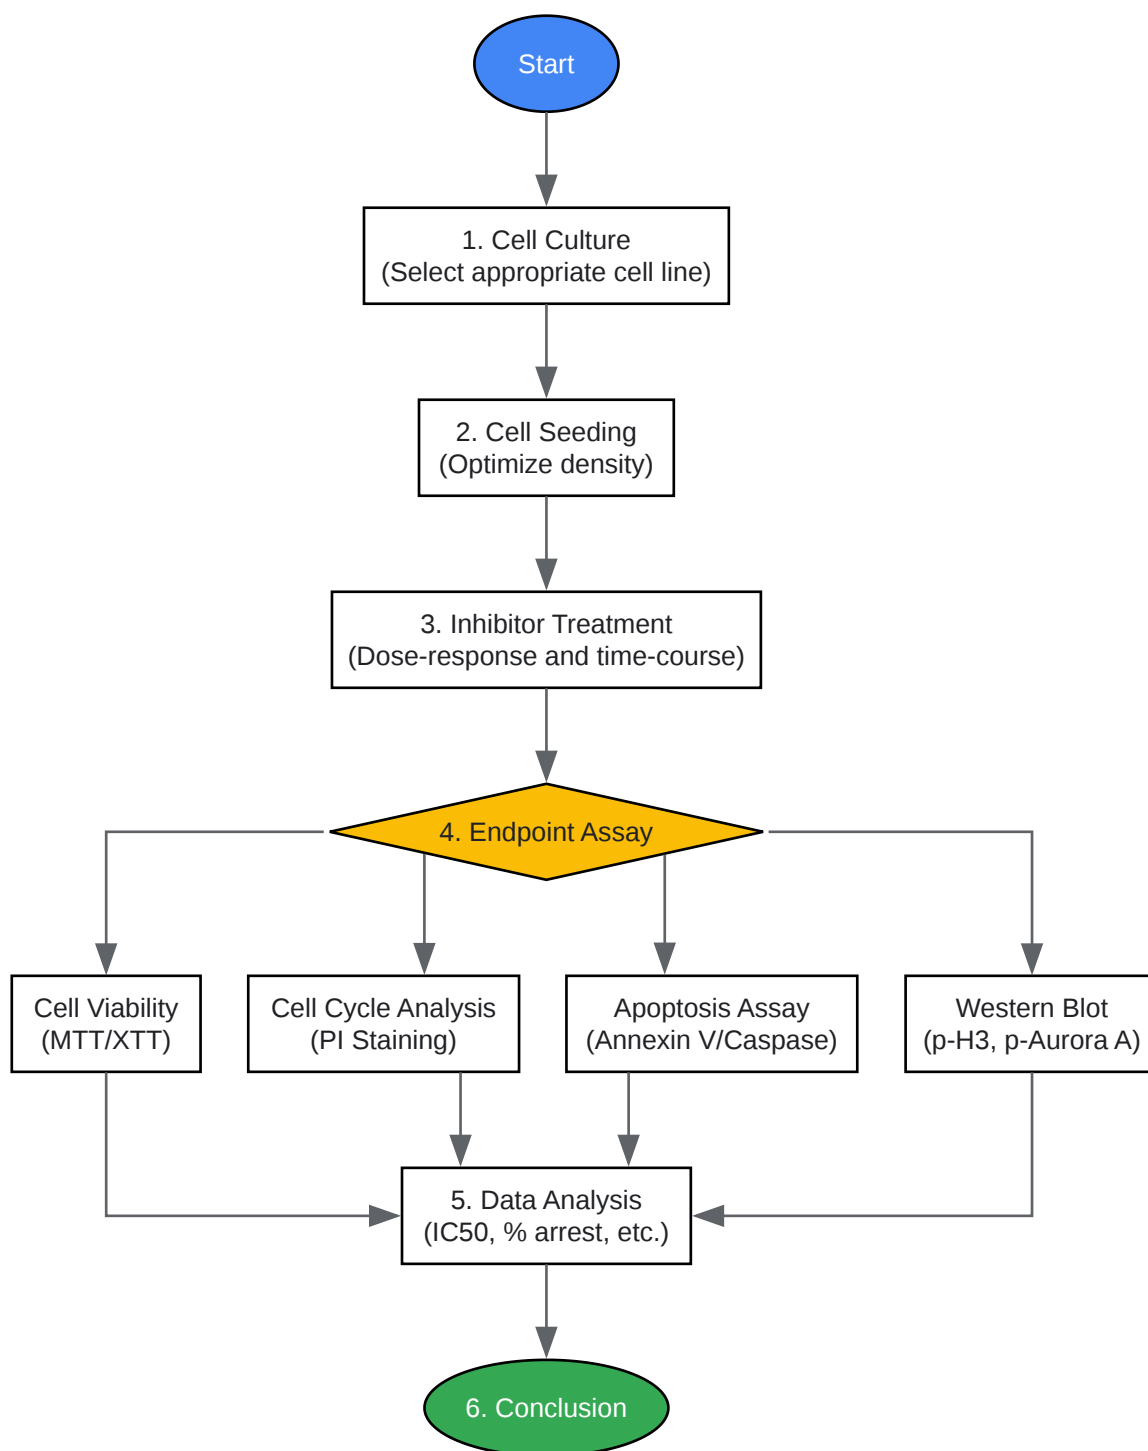 Start
1. Cell Culture
(Select appropriate cell line)
2. Cell Seeding
(Optimize density)
3. Inhibitor Treatment
(Dose-response and time-course)
4. Endpoint Assay
Cell Viability
(MTT/XTT)
Cell Cycle Analysis
(PI Staining)
Apoptosis Assay
(Annexin V/Caspase)
Western Blot
(p-H3, p-Aurora A)
5. Data Analysis
(IC50, % arrest, etc.)
6. Conclusion